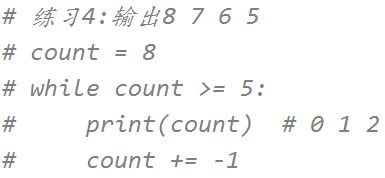 # 练习4:输出8 7 6 5
# count = 8
# while count >= 5:
#     print(count)  # 0 1 2
#     count += -1